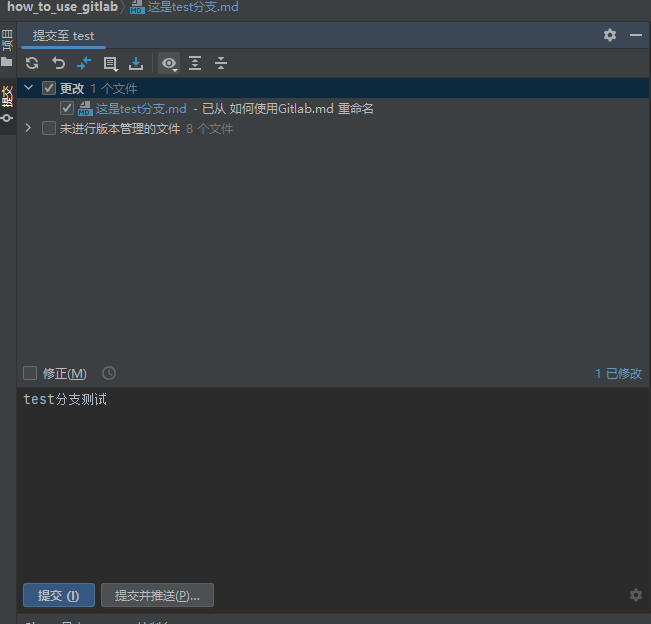 how_to_use_gitlab 〉 这是test分支.md
项目
提交至 test
提交
更改 1 个文件
这是test分支.md - 已从 如何使用Gitlab.md 重命名
未进行版本管理的文件 8 个文件
修正(M)
1 已修改
test分支测试
提交 (I)
提交并推送(P)...